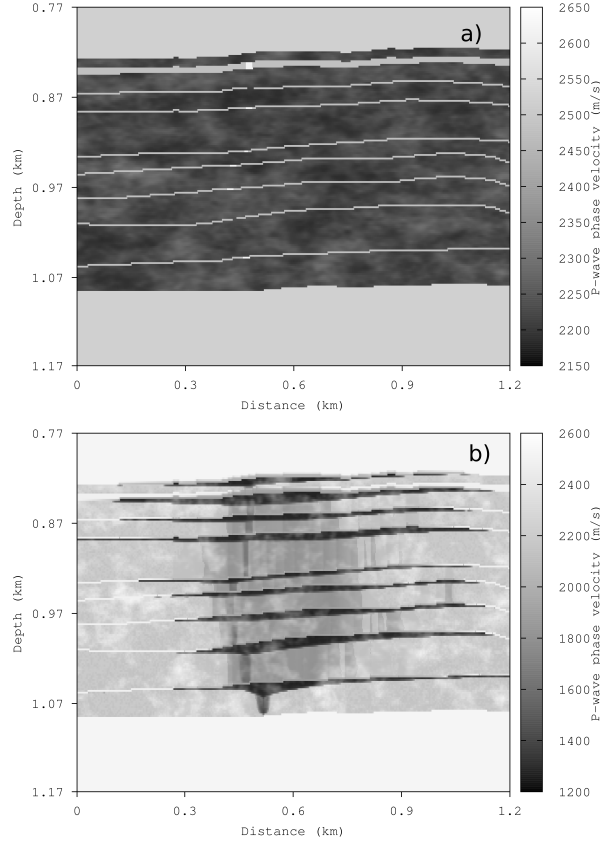 0.77
a)
0.87
0.97
1.07
1.17
Depth (km)
0 0.3 0.6 0.9 1.2
Distance (km)
2650
2600
2550
2500
2450
2400
2350
2300
2250
2200
2150
P-wave phase velocity (m/s)
0.77
b)
0.87
0.97
1.07
1.17
Depth (km)
0 0.3 0.6 0.9 1.2
Distance (km)
2600
2400
2200
2000
1800
1600
1400
1200
P-wave phase velocity (m/s)